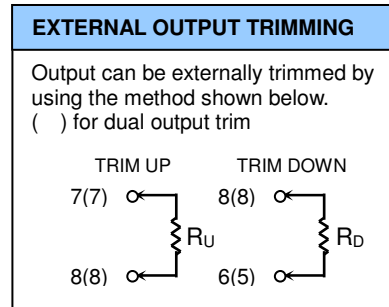 EXTERNAL OUTPUT TRIMMING
Output can be externally trimmed by
using the method shown below.
( ) for dual output trim
TRIM UP TRIM DOWN
7(7) 8(8)
RU RD
8(8) 6(5)